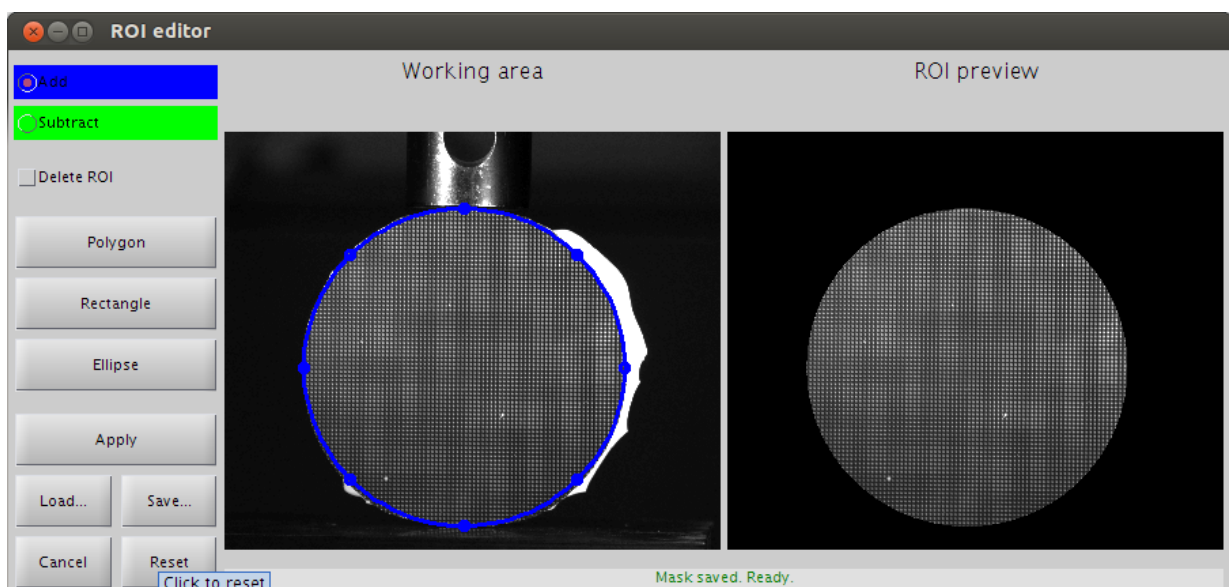 ROI editor
Working area
ROI preview
Add
Subtract
Delete ROI
Polygon
Rectangle
Ellipse
Apply
Load... Save...
Cancel Reset
Click to reset
Mask saved. Ready.